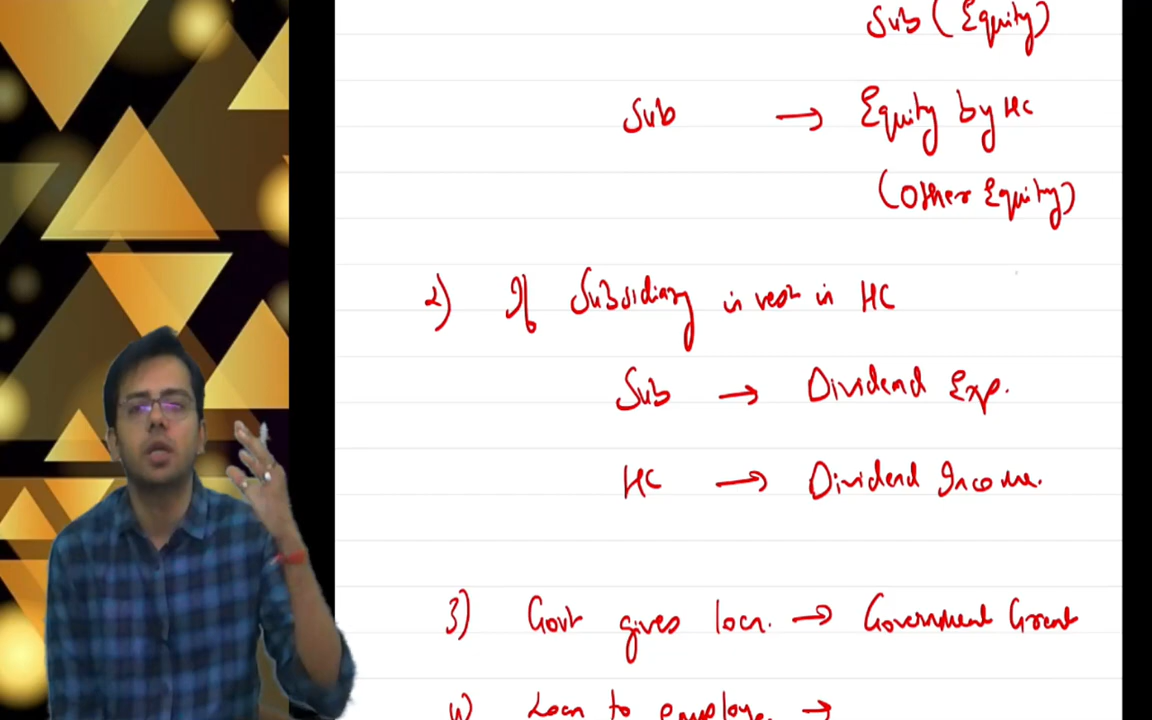 Sub (Equity)
Sub → Equity by HC
(Other Equity)
2) If Subsidiary invest in HC
Sub → Dividend Exp.
HC → Dividend Income.
3) Govt gives loan. → Government Grant
Loan to employee →